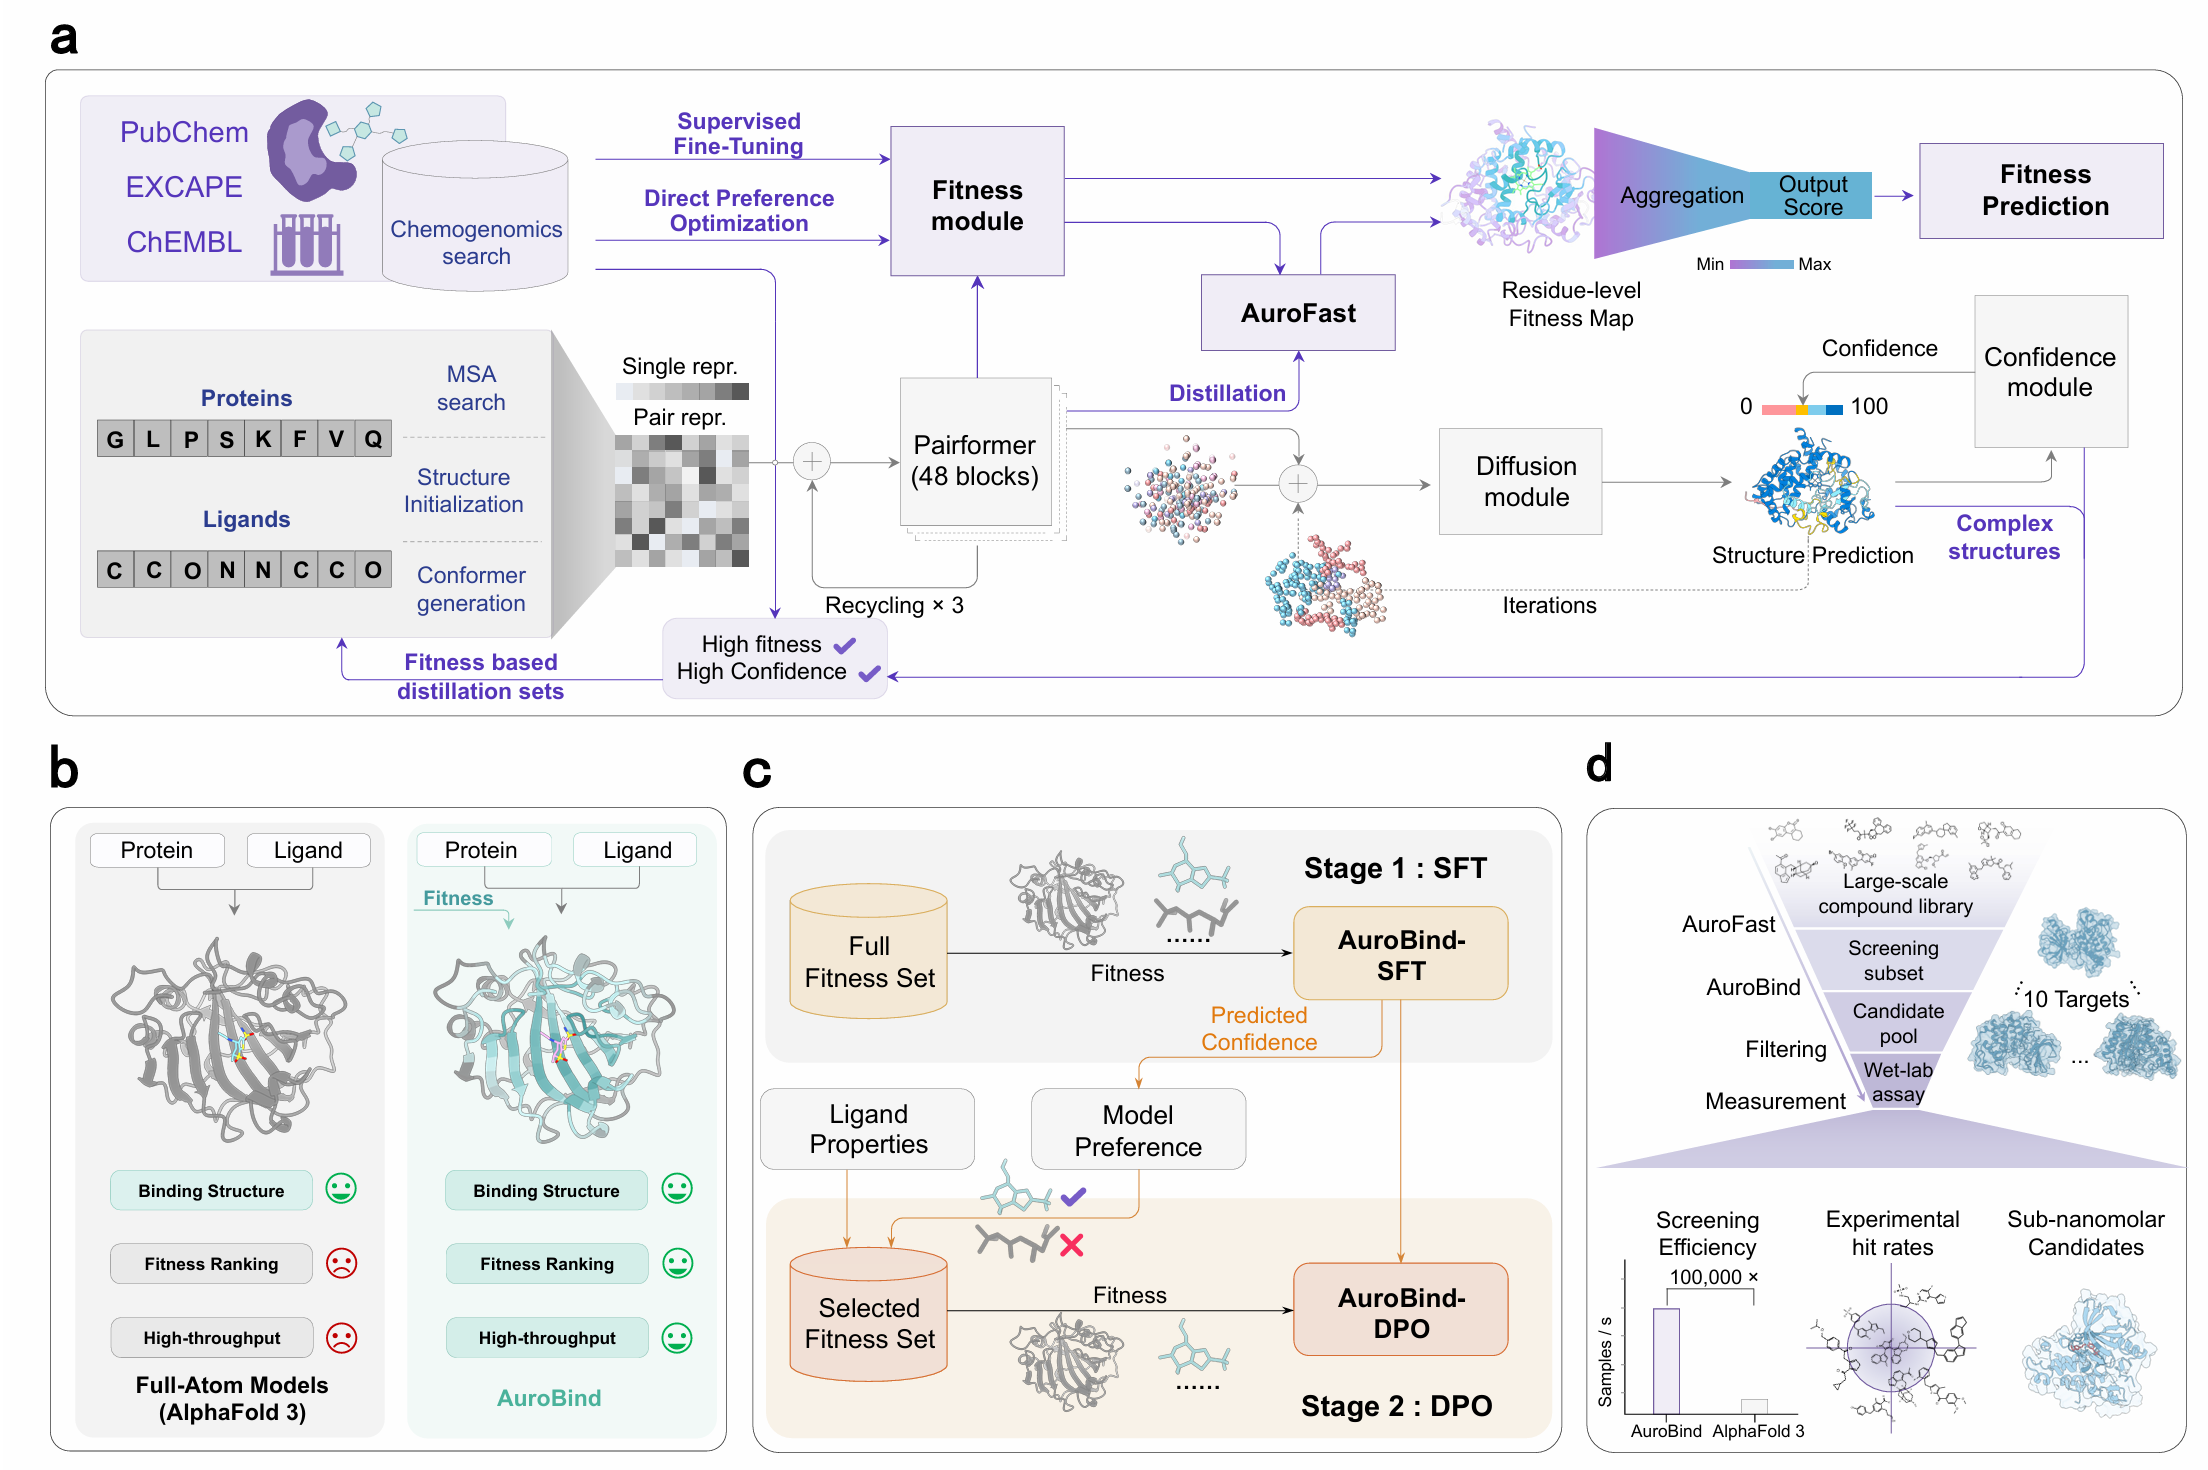 a
PubChem
EXCAPE
ChEMBL
Chemogenomics
search
Supervised
Fine-Tuning
Direct Preference
Optimization
Fitness
module
AuroFast
Residue-level
Fitness Map
Aggregation
Output
Score
Min
Max
Fitness
Prediction
Proteins
G L P S K F V Q
Ligands
C C O N N C C O
MSA
search
Structure
Initialization
Conformer
generation
Single repr.
Pair repr.
Pairformer
(48 blocks)
Recycling × 3
Distillation
Diffusion
module
Iterations
Confidence
0
100
Structure Prediction
Confidence
module
Complex
structures
High fitness
High Confidence
Fitness based
distillation sets
b
Protein
Ligand
Binding Structure
Fitness Ranking
High-throughput
Full-Atom Models
(AlphaFold 3)
Protein
Ligand
Fitness
Binding Structure
Fitness Ranking
High-throughput
AuroBind
c
Stage 1 : SFT
Full
Fitness Set
......
Fitness
AuroBind-
SFT
Predicted
Confidence
Ligand
Properties
Model
Preference
Selected
Fitness Set
Fitness
......
AuroBind-
DPO
Stage 2 : DPO
d
Large-scale
compound library
AuroFast
Screening
subset
AuroBind
Candidate
pool
Filtering
Wet-lab
assay
Measurement
10 Targets
...
Screening
Efficiency
100,000 ×
Samples / s
AuroBind
AlphaFold 3
Experimental
hit rates
Sub-nanomolar
Candidates